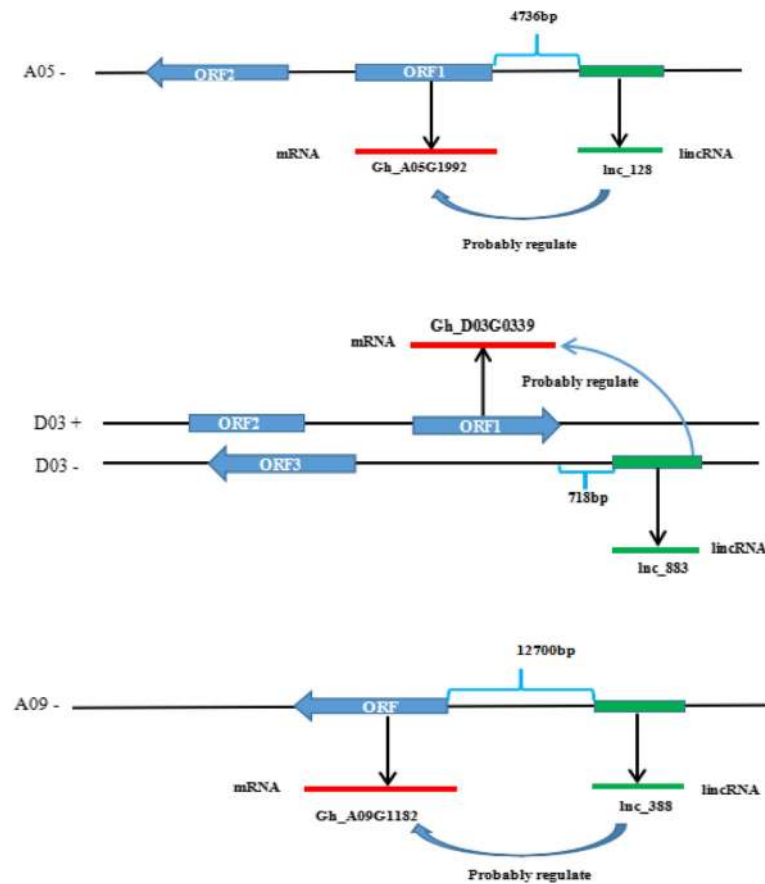 4736bp
A05 -
ORF2
ORF1
mRNA
Gh_A05G1992
lnc_128
lincRNA
Probably regulate
Gh_D03G0339
mRNA
Probably regulate
D03 +
ORF2
ORF1
D03 -
ORF3
718bp
lincRNA
lnc_883
12700bp
A09 -
ORF
mRNA
Gh_A09G1182
lnc_388
lincRNA
Probably regulate